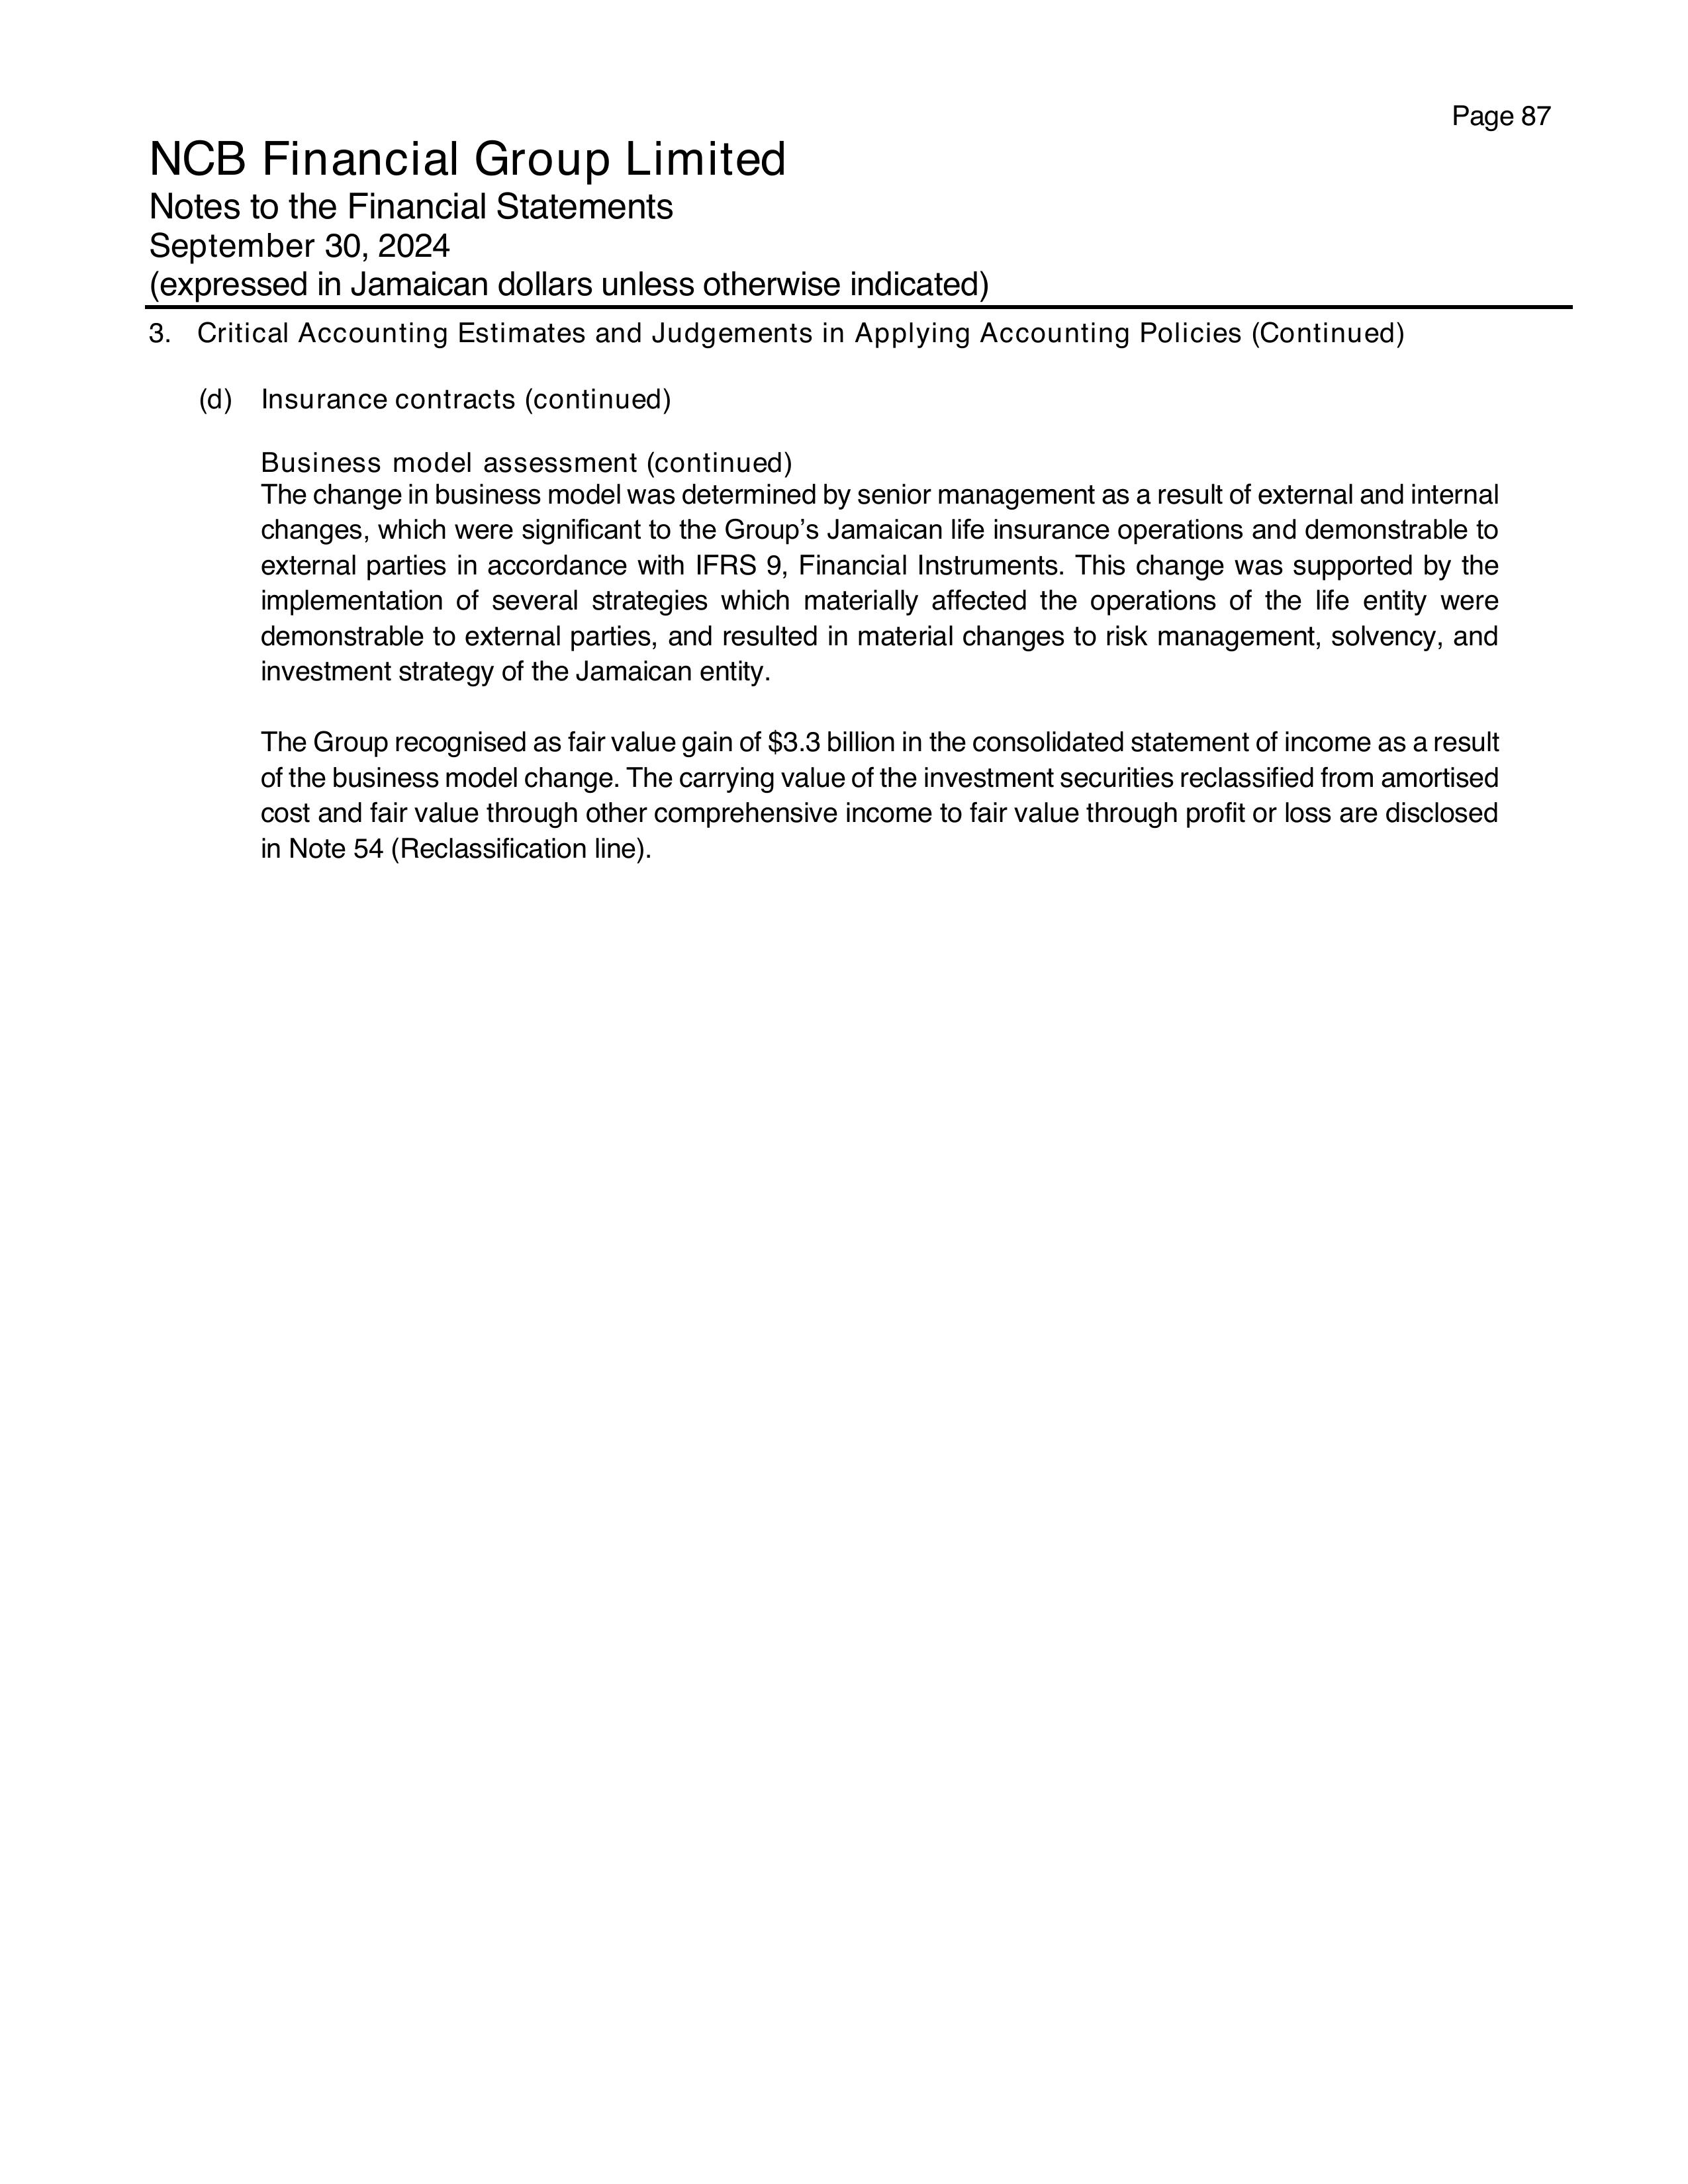 Page 87
NCB Financial Group Limited
Notes to the Financial Statements
September 30, 2024
(expressed in Jamaican dollars unless otherwise indicated)
3. Critical Accounting Estimates and Judgements in Applying Accounting Policies (Continued)
(d) Insurance contracts (continued)
Business model assessment (continued)
The change in business model was determined by senior management as a result of external and internal
changes, which were significant to the Group’s Jamaican life insurance operations and demonstrable to
external parties in accordance with IFRS 9, Financial Instruments. This change was supported by the
implementation of several strategies which materially affected the operations of the life entity were
demonstrable to external parties, and resulted in material changes to risk management, solvency, and
investment strategy of the Jamaican entity.
The Group recognised as fair value gain of $3.3 billion in the consolidated statement of income as a result
of the business model change. The carrying value of the investment securities reclassified from amortised
cost and fair value through other comprehensive income to fair value through profit or loss are disclosed
in Note 54 (Reclassification line).